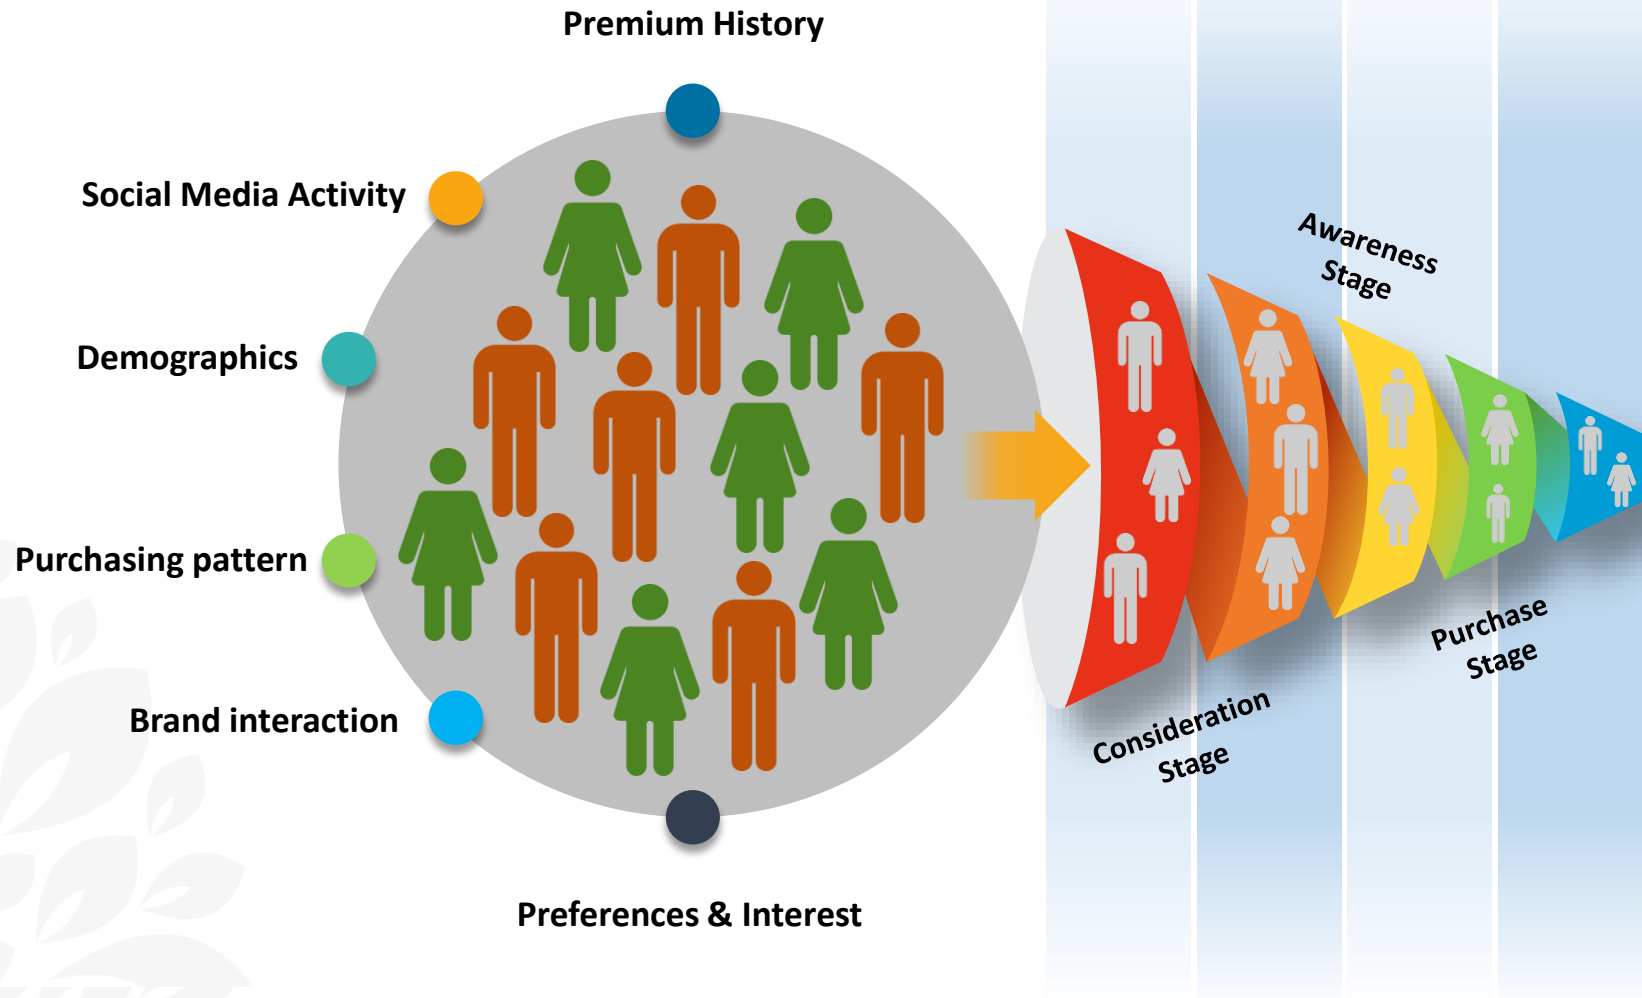 Premium History
Social Media Activity
Demographics
Purchasing pattern
Brand interaction
Preferences & Interest
Awareness
Stage
Consideration
Stage
Purchase
Stage